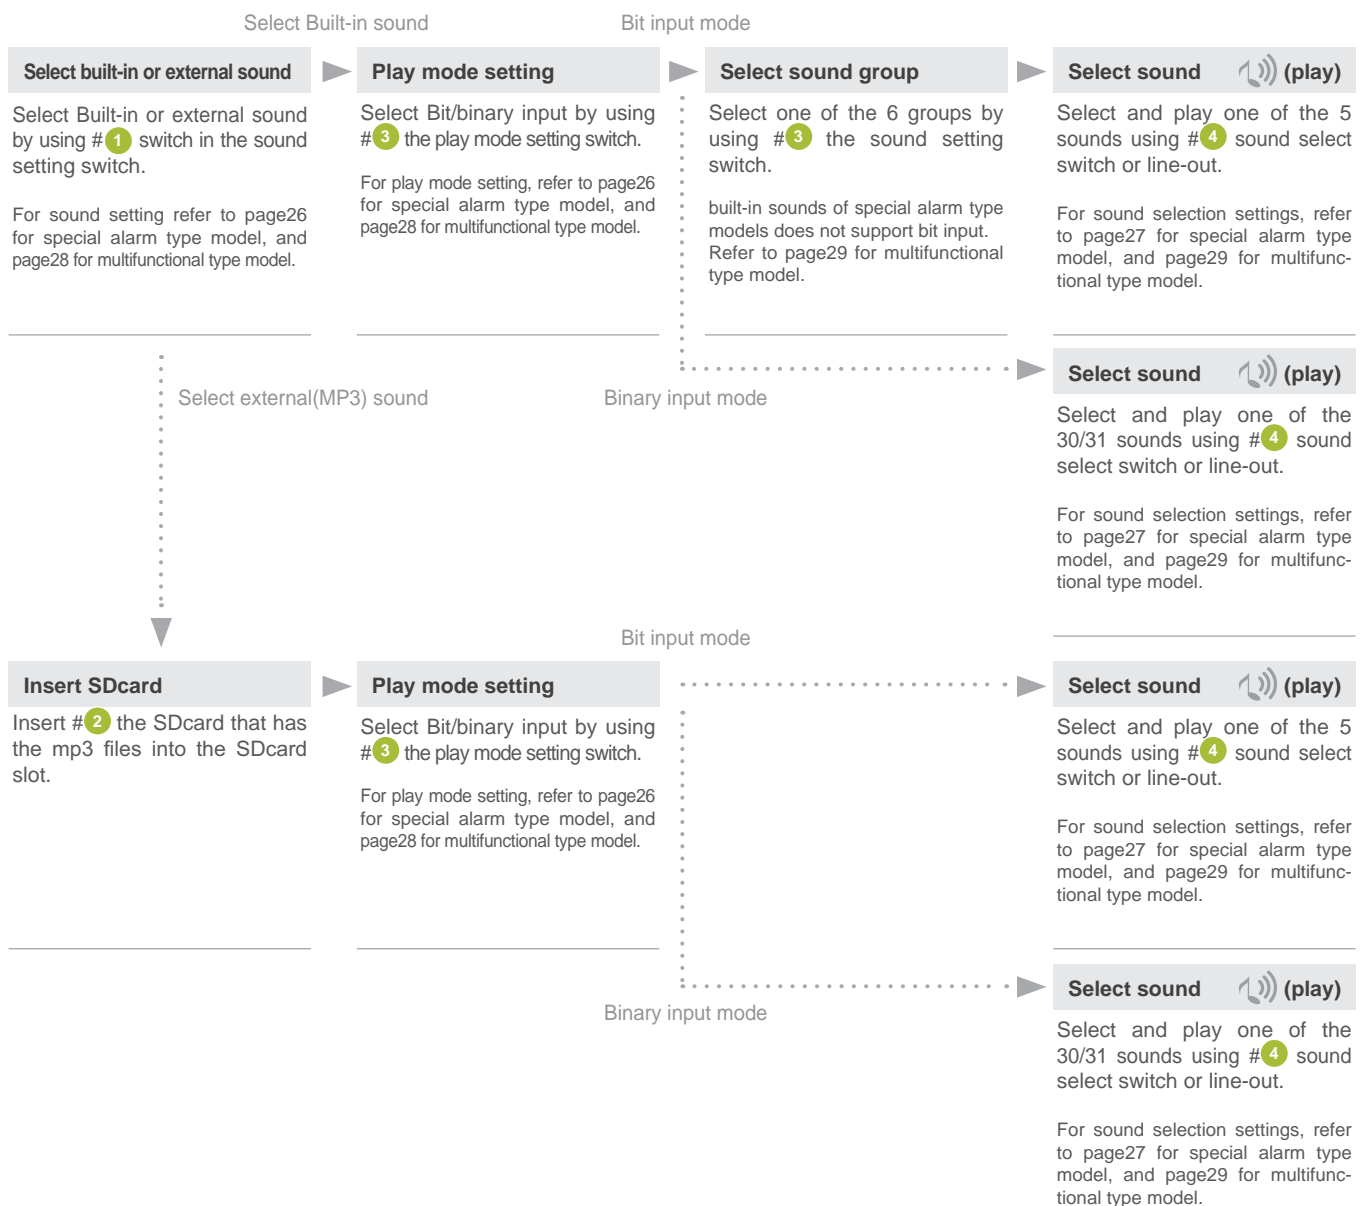 Select Built-in sound
Bit input mode
Select built-in or external sound
Select Built-in or external sound
by using #1 switch in the sound
setting switch.
For sound setting refer to page26
for special alarm type model, and
page28 for multifunctional type model.
Play mode setting
Select Bit/binary input by using
#3 the play mode setting switch.
For play mode setting, refer to page26
for special alarm type model, and
page28 for multifunctional type model.
Select sound group
Select one of the 6 groups by
using #3 the sound setting
switch.
built-in sounds of special alarm type
models does not support bit input.
Refer to page29 for multifunctional
type model.
Select sound (play)
Select and play one of the 5
sounds using #4 sound select
switch or line-out.
For sound selection settings, refer
to page27 for special alarm type
model, and page29 for multifunc-
tional type model.
Select external(MP3) sound
Binary input mode
Select sound (play)
Select and play one of the
30/31 sounds using #4 sound
select switch or line-out.
For sound selection settings, refer
to page27 for special alarm type
model, and page29 for multifunc-
tional type model.
Bit input mode
Insert SDcard
Insert #2 the SDcard that has
the mp3 files into the SDcard
slot.
Play mode setting
Select Bit/binary input by using
#3 the play mode setting switch.
For play mode setting, refer to page26
for special alarm type model, and
page28 for multifunctional type model.
Select sound (play)
Select and play one of the 5
sounds using #4 sound select
switch or line-out.
For sound selection settings, refer
to page27 for special alarm type
model, and page29 for multifunc-
tional type model.
Binary input mode
Select sound (play)
Select and play one of the
30/31 sounds using #4 sound
select switch or line-out.
For sound selection settings, refer
to page27 for special alarm type
model, and page29 for multifunc-
tional type model.